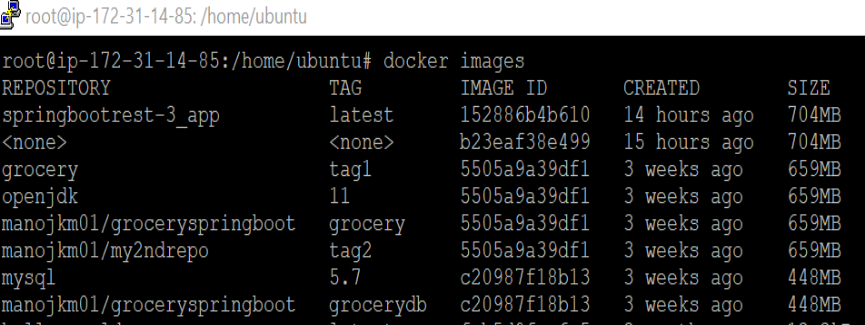 root@ip-172-31-14-85: /home/ubuntu
root@ip-172-31-14-85:/home/ubuntu# docker images
REPOSITORY TAG IMAGE ID CREATED SIZE
springbootrest-3_app latest 152886b4b610 14 hours ago 704MB
<none> <none> b23eaf38e499 15 hours ago 704MB
grocery tag1 5505a9a39df1 3 weeks ago 659MB
openjdk 11 5505a9a39df1 3 weeks ago 659MB
manojkm01/groceryspringboot grocery 5505a9a39df1 3 weeks ago 659MB
manojkm01/my2ndrepo tag2 5505a9a39df1 3 weeks ago 659MB
mysql 5.7 c20987f18b13 3 weeks ago 448MB
manojkm01/groceryspringboot grocerydb c20987f18b13 3 weeks ago 448MB